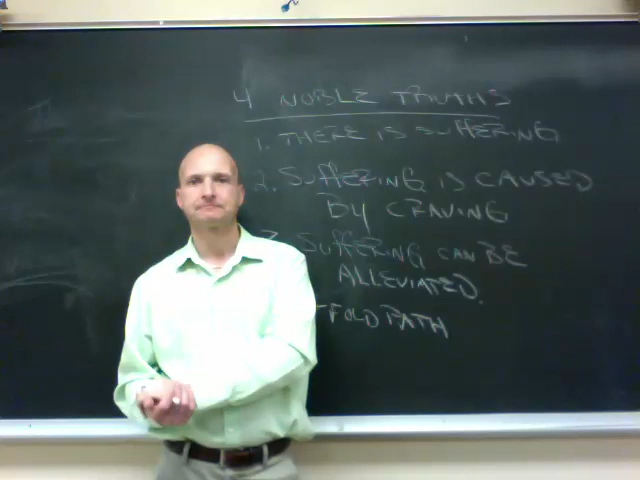 4 NOBLE TRUTHS
1. THERE IS SUFFERING
2. SUFFERING IS CAUSED
BY CRAVING
3. SUFFERING CAN BE
ALLEVIATED.
FOLD PATH